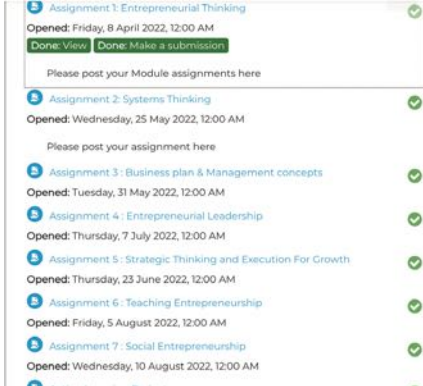 Assignment 1: Entrepreneurial Thinking
Opened: Friday, 8 April 2022, 12:00 AM
Done: View Done: Make a submission
Please post your Module assignments here
Assignment 2: Systems Thinking
Opened: Wednesday, 25 May 2022, 12:00 AM
Please post your assignment here
Assignment 3 : Business plan & Management concepts
Opened: Tuesday, 31 May 2022, 12:00 AM
Assignment 4 : Entrepreneurial Leadership
Opened: Thursday, 7 July 2022, 12:00 AM
Assignment 5 : Strategic Thinking and Execution For Growth
Opened: Thursday, 23 June 2022, 12:00 AM
Assignment 6 : Teaching Entrepreneurship
Opened: Friday, 5 August 2022, 12:00 AM
Assignment 7 : Social Entrepreneurship
Opened: Wednesday, 10 August 2022, 12:00 AM